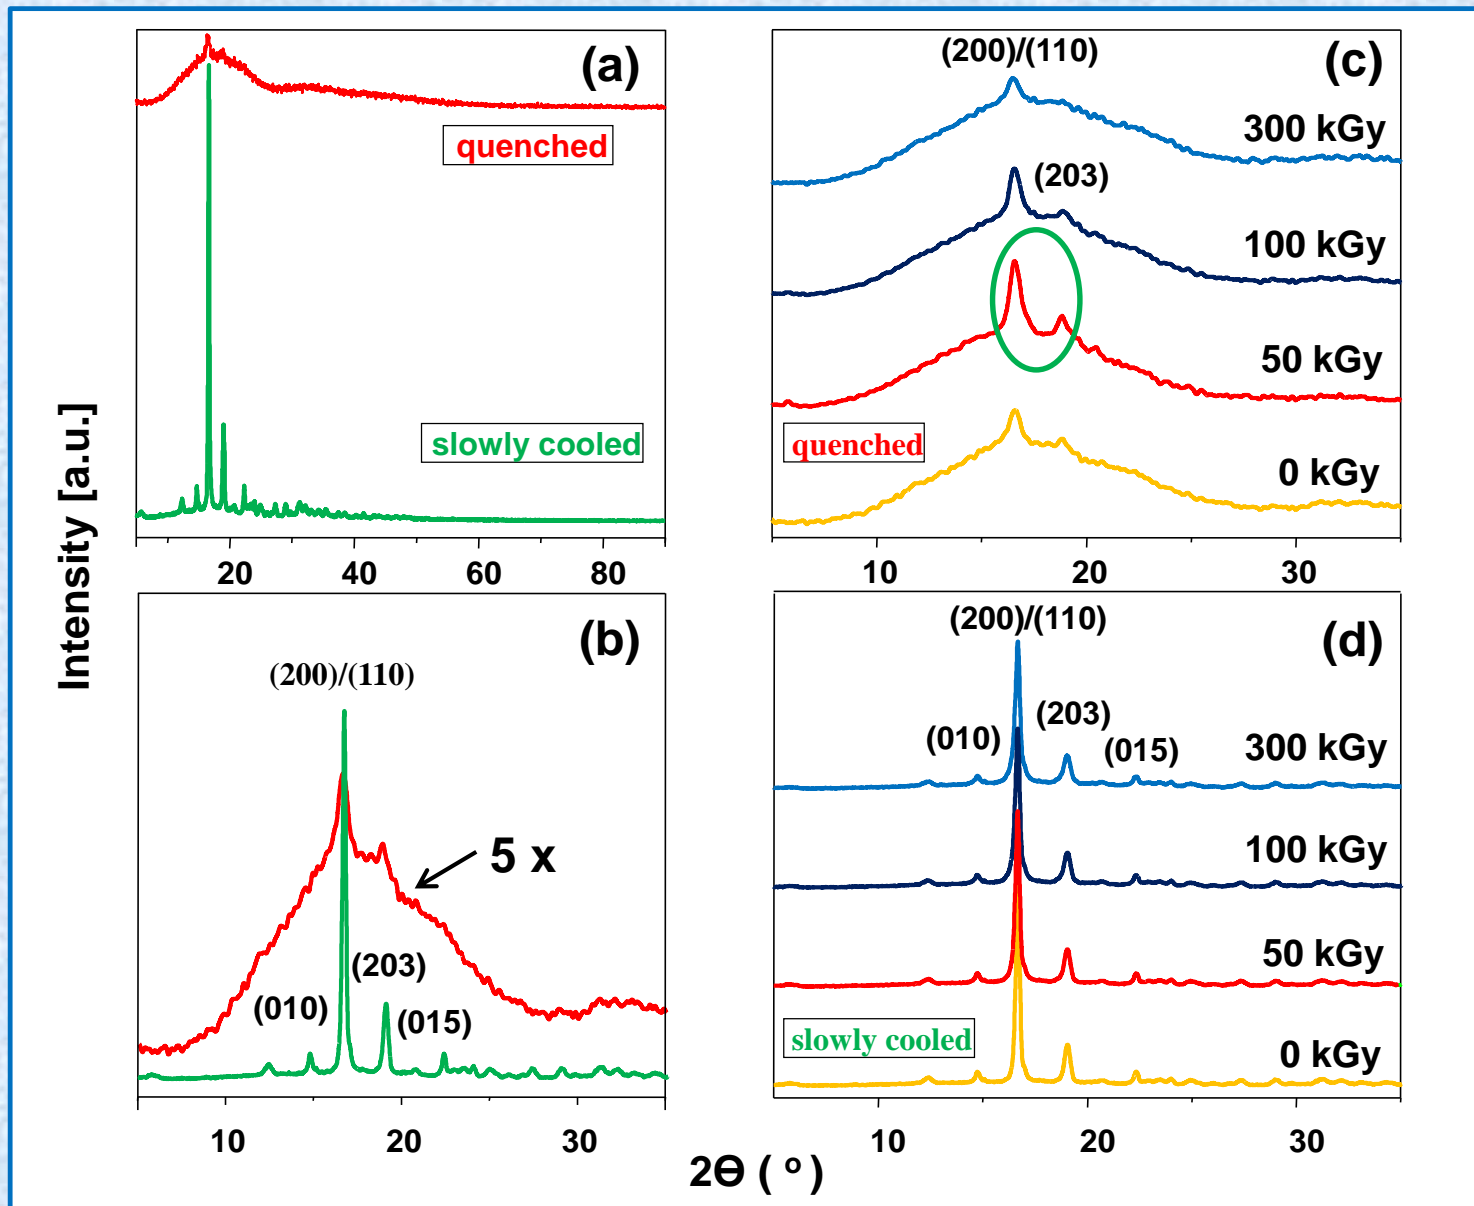 (a)
quenched
slowly cooled
20 40 60 80
(b)
(200)/(110)
5 x
(203)
(010)
(015)
10 20 30
(c)
(200)/(110)
300 kGy
(203)
100 kGy
50 kGy
quenched
0 kGy
10 20 30
(d)
(200)/(110)
(203)
(010)
(015)
300 kGy
100 kGy
50 kGy
slowly cooled
0 kGy
10 20 30
Intensity [a.u.]
2Θ ( ° )